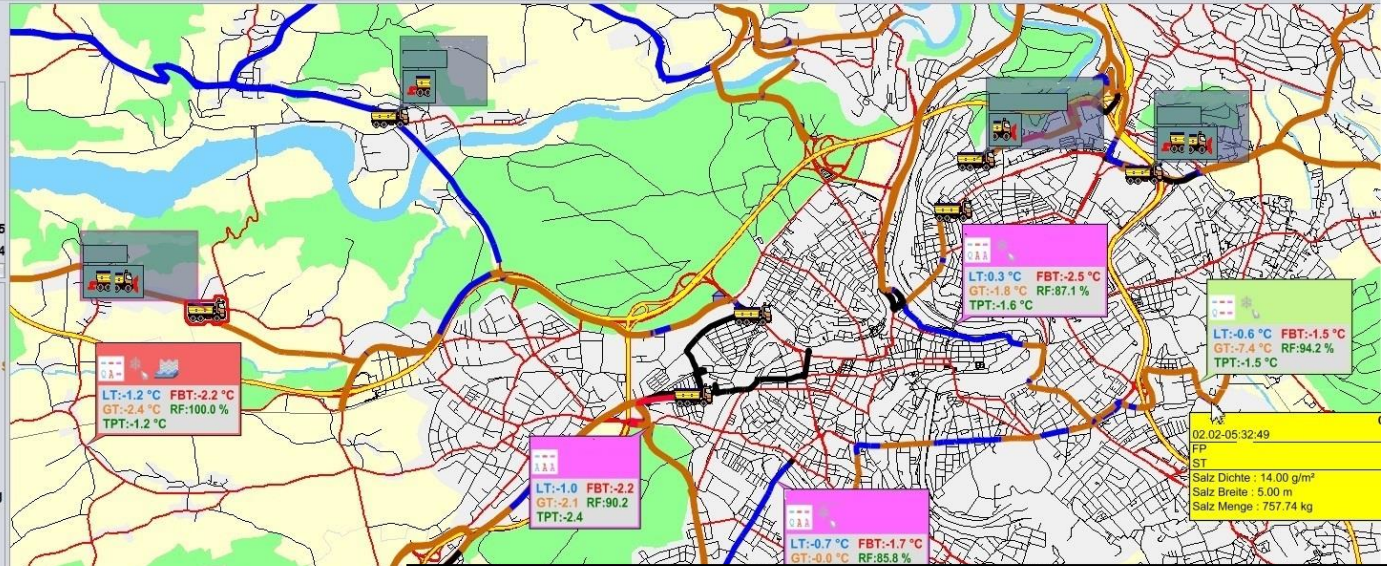 LT:0.3 °C FBT:-2.5 °C
GT:-1.8 °C RF:87.1 %
TPT:-1.6 °C
LT:-0.6 °C FBT:-1.5 °C
GT:-7.4 °C RF:94.2 %
TPT:-1.5 °C
LT:-1.2 °C FBT:-2.2 °C
GT:-2.4 °C RF:100.0 %
TPT:-1.2 °C
02.02-05:32:49
FP
ST
Salz Dichte : 14.00 g/m²
Salz Breite : 5.00 m
Salz Menge : 757.74 kg
LT:-1.0 FBT:-2.2
GT:-2.1 RF:90.2
TPT:-2.4
LT:-0.7 °C FBT:-1.7 °C
GT:-0.0 °C RF:85.8 %